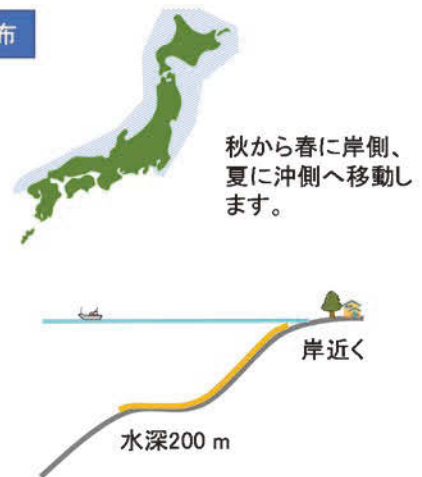 布
秋から春に岸側、
夏に沖側へ移動し
ます。
岸近く
水深200 m